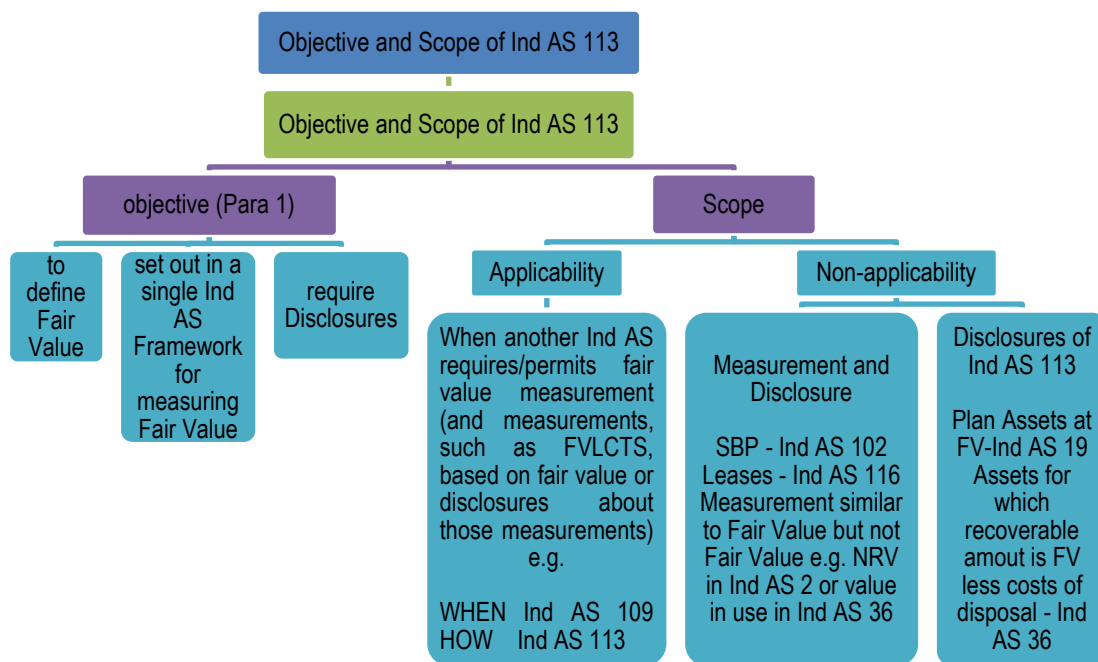 Objective and Scope of Ind AS 113
Objective and Scope of Ind AS 113
objective (Para 1)
Scope
to
define
Fair
Value
set out in a
single Ind
AS
Framework
for
measuring
Fair Value
require
Disclosures
Applicability
Non-applicability
When another Ind AS
requires/permits fair
value measurement
(and measurements,
such as FVLCTS,
based on fair value or
disclosures about
those measurements)
e.g.
WHEN Ind AS 109
HOW Ind AS 113
Measurement and
Disclosure
SBP - Ind AS 102
Leases - Ind AS 116
Measurement similar
to Fair Value but not
Fair Value e.g. NRV
in Ind AS 2 or value
in use in Ind AS 36
Disclosures of
Ind AS 113
Plan Assets at
FV-Ind AS 19
Assets for
which
recoverable
amout is FV
less costs of
disposal - Ind
AS 36